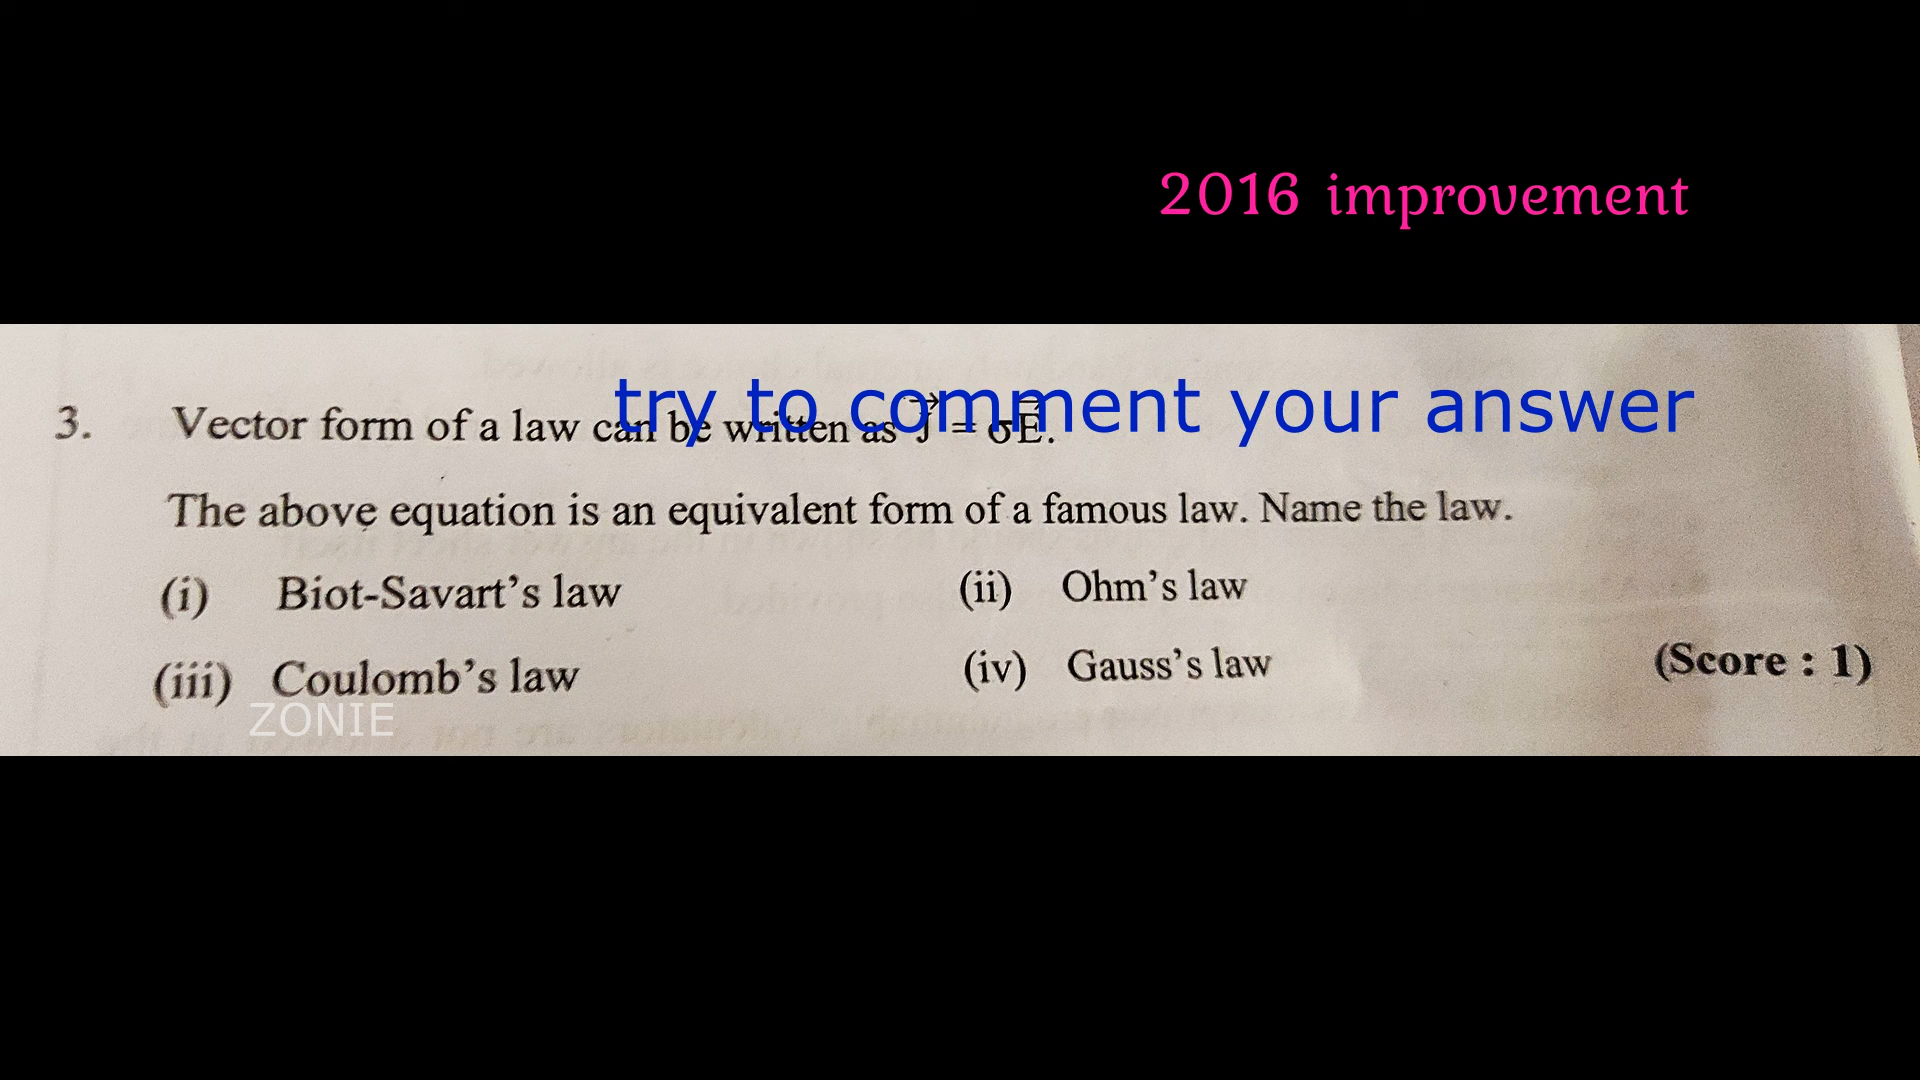 2016 improvement
try to comment your answer
3. Vector form of a law can be written as J⃗ = σE⃗.
The above equation is an equivalent form of a famous law. Name the law.
(i) Biot-Savart’s law (ii) Ohm’s law
(iii) Coulomb’s law (iv) Gauss’s law (Score : 1)
ZONIE